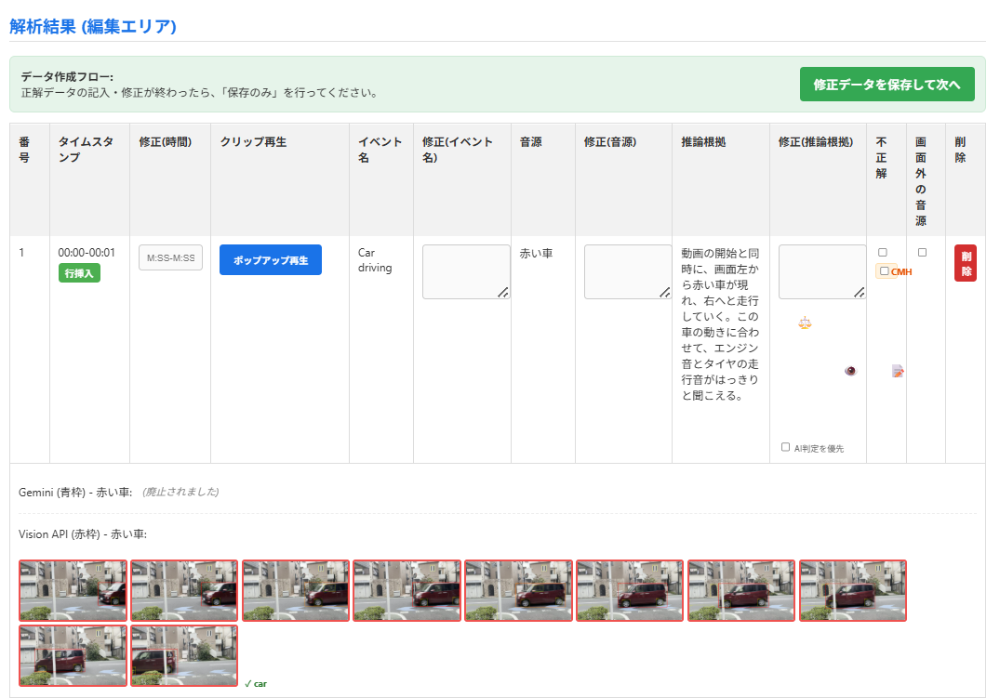 解析結果 (編集エリア)
データ作成フロー:
正解データの記入・修正が終わったら、「保存のみ」を行ってください。
修正データを保存して次へ
番
号
タイムスタ
ンプ
修正(時間)
クリップ再生
イベント
名
修正(イベント
名)
音源
修正(音源)
推論根拠
修正(推論根拠)
不
正
解
画
面
外
の
音
源
削
除
1
00:00-00:01
行挿入
M:SS-M:SS
ポップアップ再生
Car
driving
赤い車
動画の開始と同
時に、画面左か
ら赤い車が現
れ、右へと走行
していく。この
車の動きに合わ
せて、エンジン
音とタイヤの走
行音がはっきり
と聞こえる。
AI判定を優先
CMH
削
除
Gemini (青枠) - 赤い車: (廃止されました)
Vision API (赤枠) - 赤い車:
✓ car